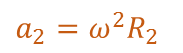 a₂ = ω²R₂